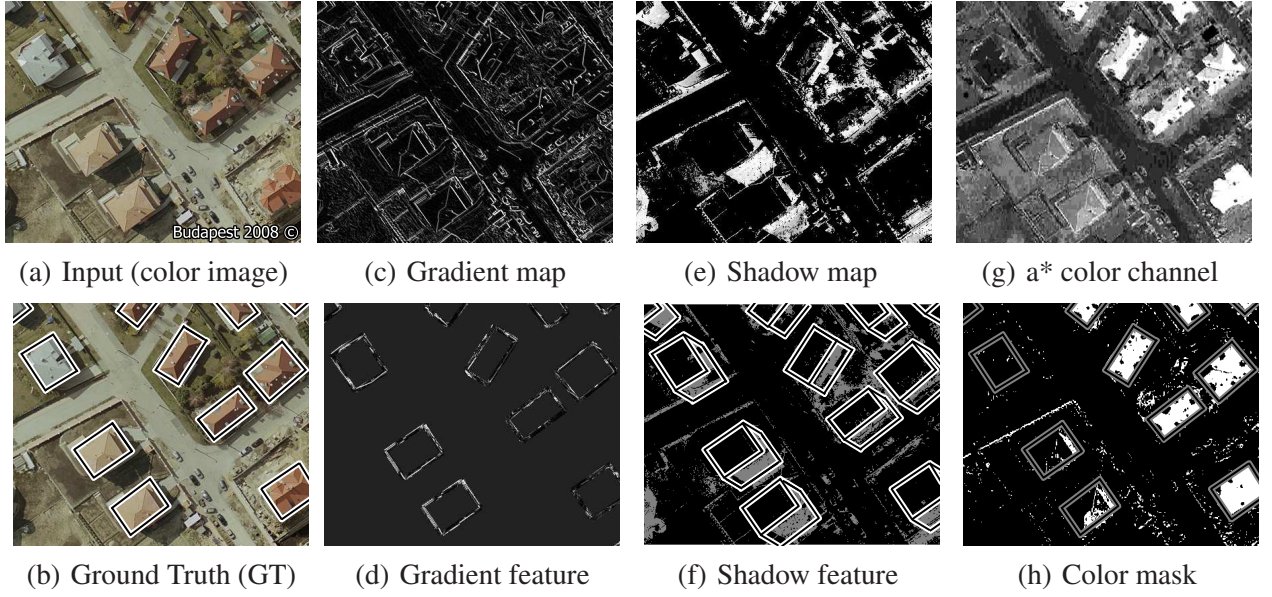 Budapest 2008 ©
(a) Input (color image)
(c) Gradient map
(e) Shadow map
(g) a* color channel
(b) Ground Truth (GT)
(d) Gradient feature
(f) Shadow feature
(h) Color mask